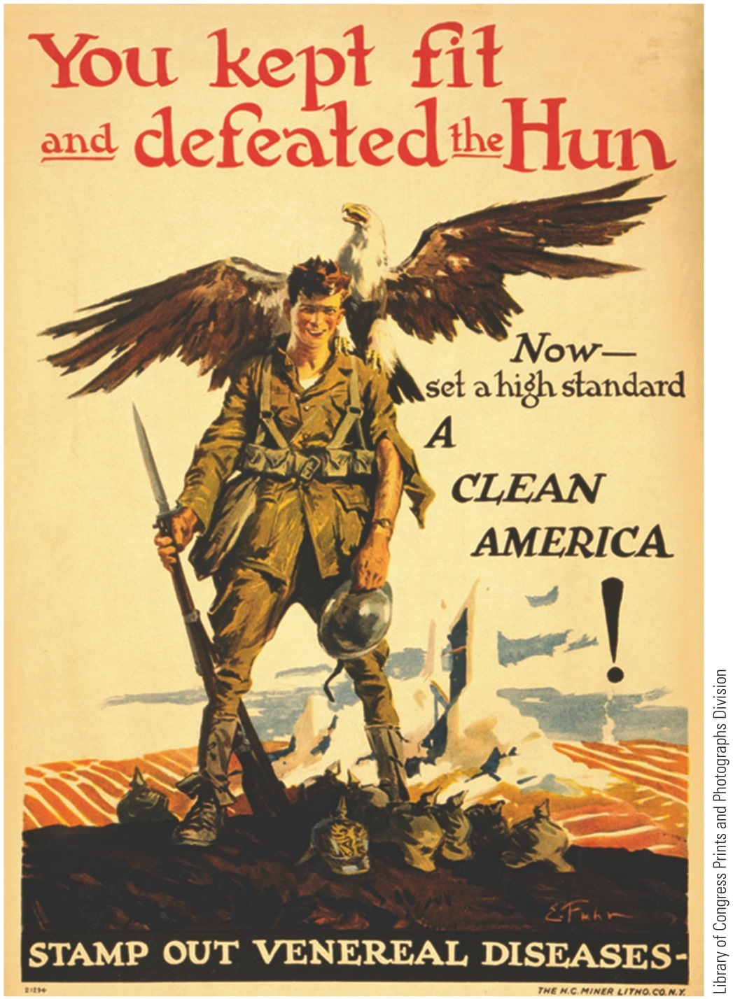 You kept fit
and defeated the Hun
Now—
set a high standard
A
CLEAN
AMERICA
!
E. Fuhr
STAMP OUT VENEREAL DISEASES-
21294
THE H.C. MINER LITHO. CO. N.Y.
Library of Congress Prints and Photographs Division